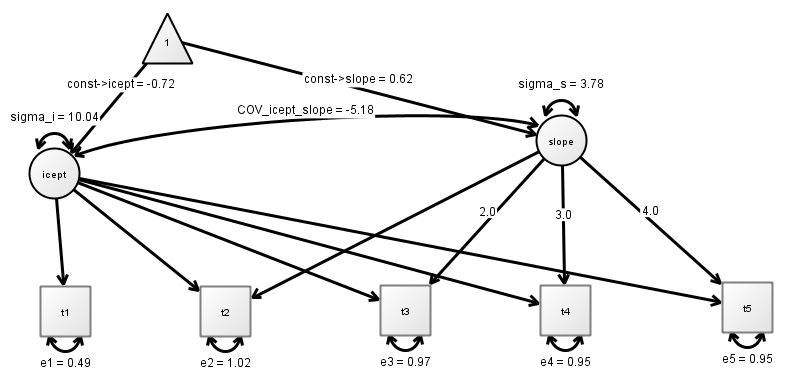 1
const->icept = -0.72
const->slope = 0.62
sigma_s = 3.78
sigma_i = 10.04
COV_icept_slope = -5.18
slope
icept
2.0
3.0
4.0
t1
t2
t3
t4
t5
e1 = 0.49
e2 = 1.02
e3 = 0.97
e4 = 0.95
e5 = 0.95